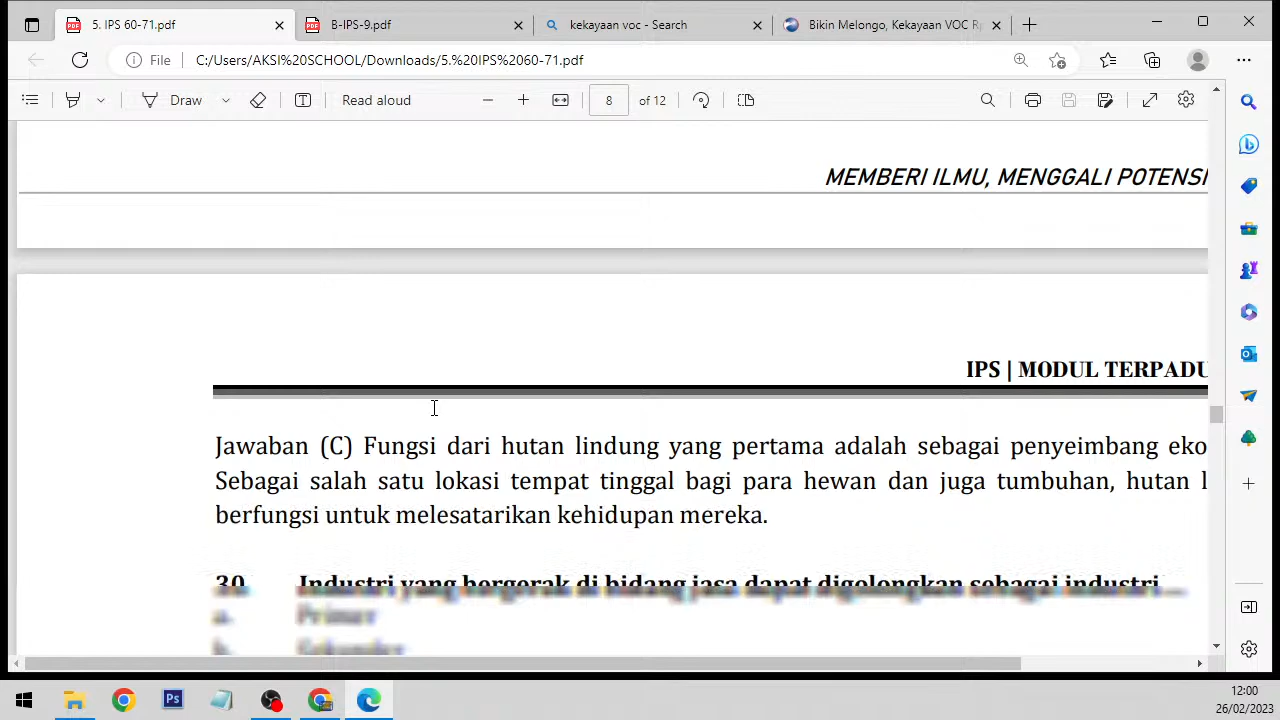 5. IPS 60-71.pdf
B-IPS-9.pdf
kekayaan voc - Search
Bikin Melongo, Kekayaan VOC Rp
File
C:/Users/AKSI%20SCHOOL/Downloads/5.%20IPS%2060-71.pdf
Draw
Read aloud
8
of 12
MEMBERI ILMU, MENGGALI POTENSI
IPS | MODUL TERPADU
Jawaban (C) Fungsi dari hutan lindung yang pertama adalah sebagai penyeimbang eko
Sebagai salah satu lokasi tempat tinggal bagi para hewan dan juga tumbuhan, hutan l
berfungsi untuk melesatarikan kehidupan mereka.
30. Industri yang bergerak di bidang jasa dapat digolongkan sebagai industri...
a. Primer
b. Sekunder
Ps
12:00
26/02/2023